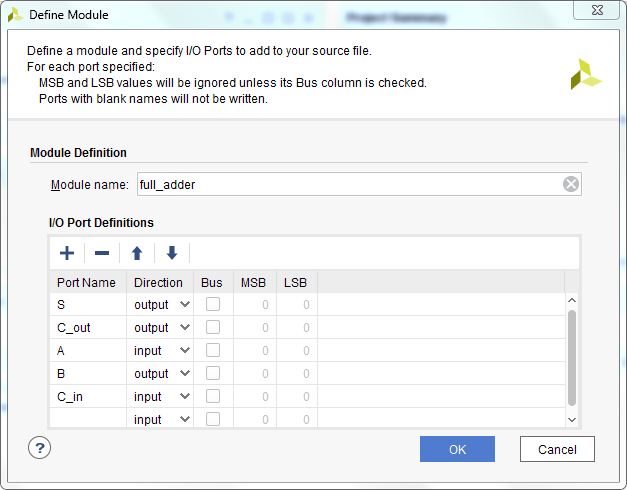 Define Module
Project Summary
Define a module and specify I/O Ports to add to your source file.
For each port specified:
MSB and LSB values will be ignored unless its Bus column is checked.
Ports with blank names will not be written.
Module Definition
Module name: full_adder
I/O Port Definitions
Port Name Direction Bus MSB LSB
S output 0 0
C_out output 0 0
A input 0 0
B output 0 0
C_in input 0 0
input 0 0
? OK Cancel